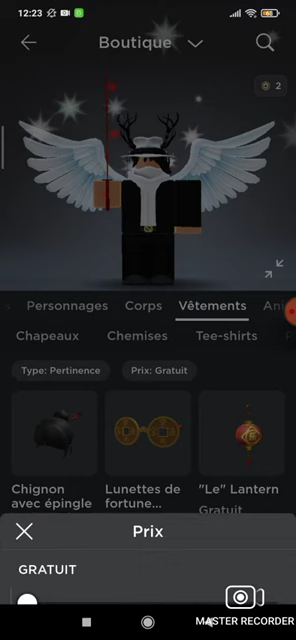 12:23
Boutique
2
Personnages Corps Vêtements
Chapeaux Chemises Tee-shirts
Type: Pertinence Prix: Gratuit
Chignon avec épingle
Lunettes de fortune...
"Le" Lantern
Gratuit
Prix
GRATUIT
MASTER RECORDER